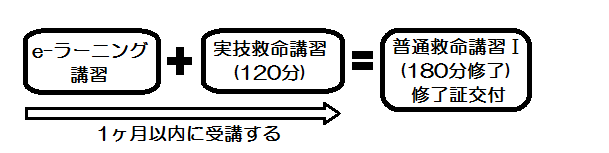 e-ラーニング
講習
+
実技救命講習
(120分)
=
普通救命講習Ⅰ
(180分修了)
修了証交付
1ヶ月以内に受講する